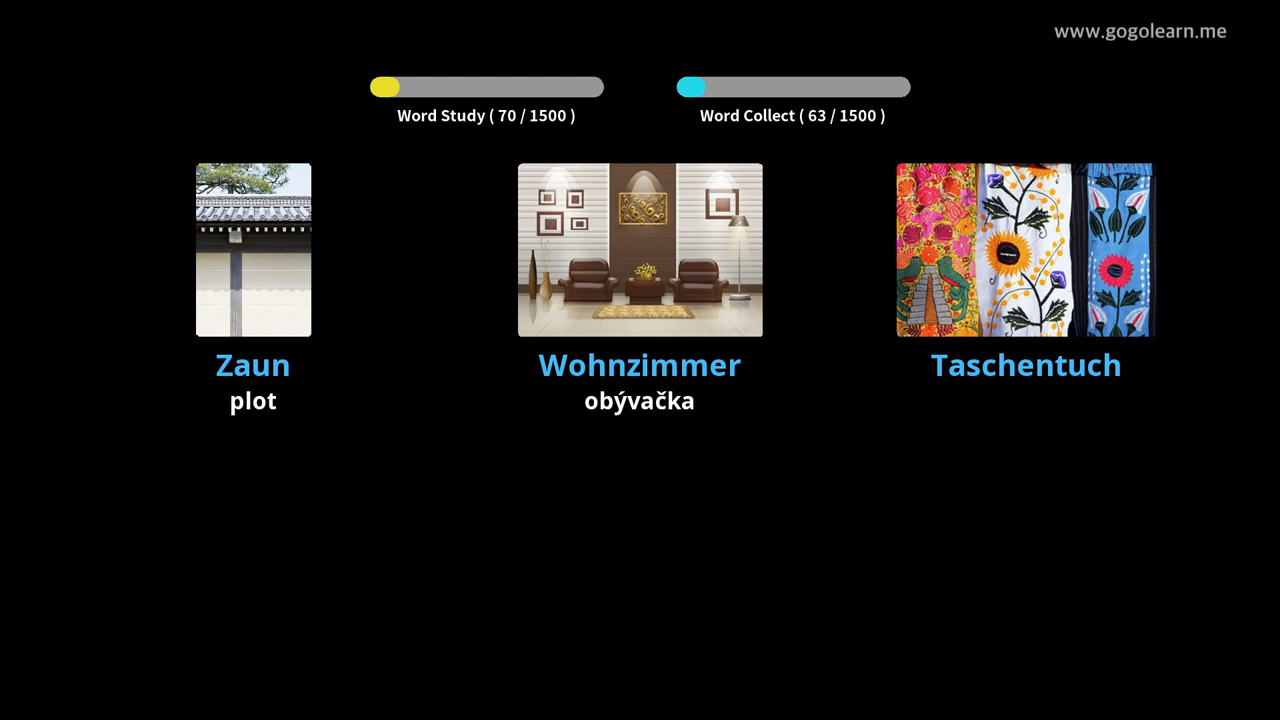 www.gogolearn.me
Word Study ( 70 / 1500 )
Word Collect ( 63 / 1500 )
Zaun
plot
Wohnzimmer
obývačka
Taschentuch